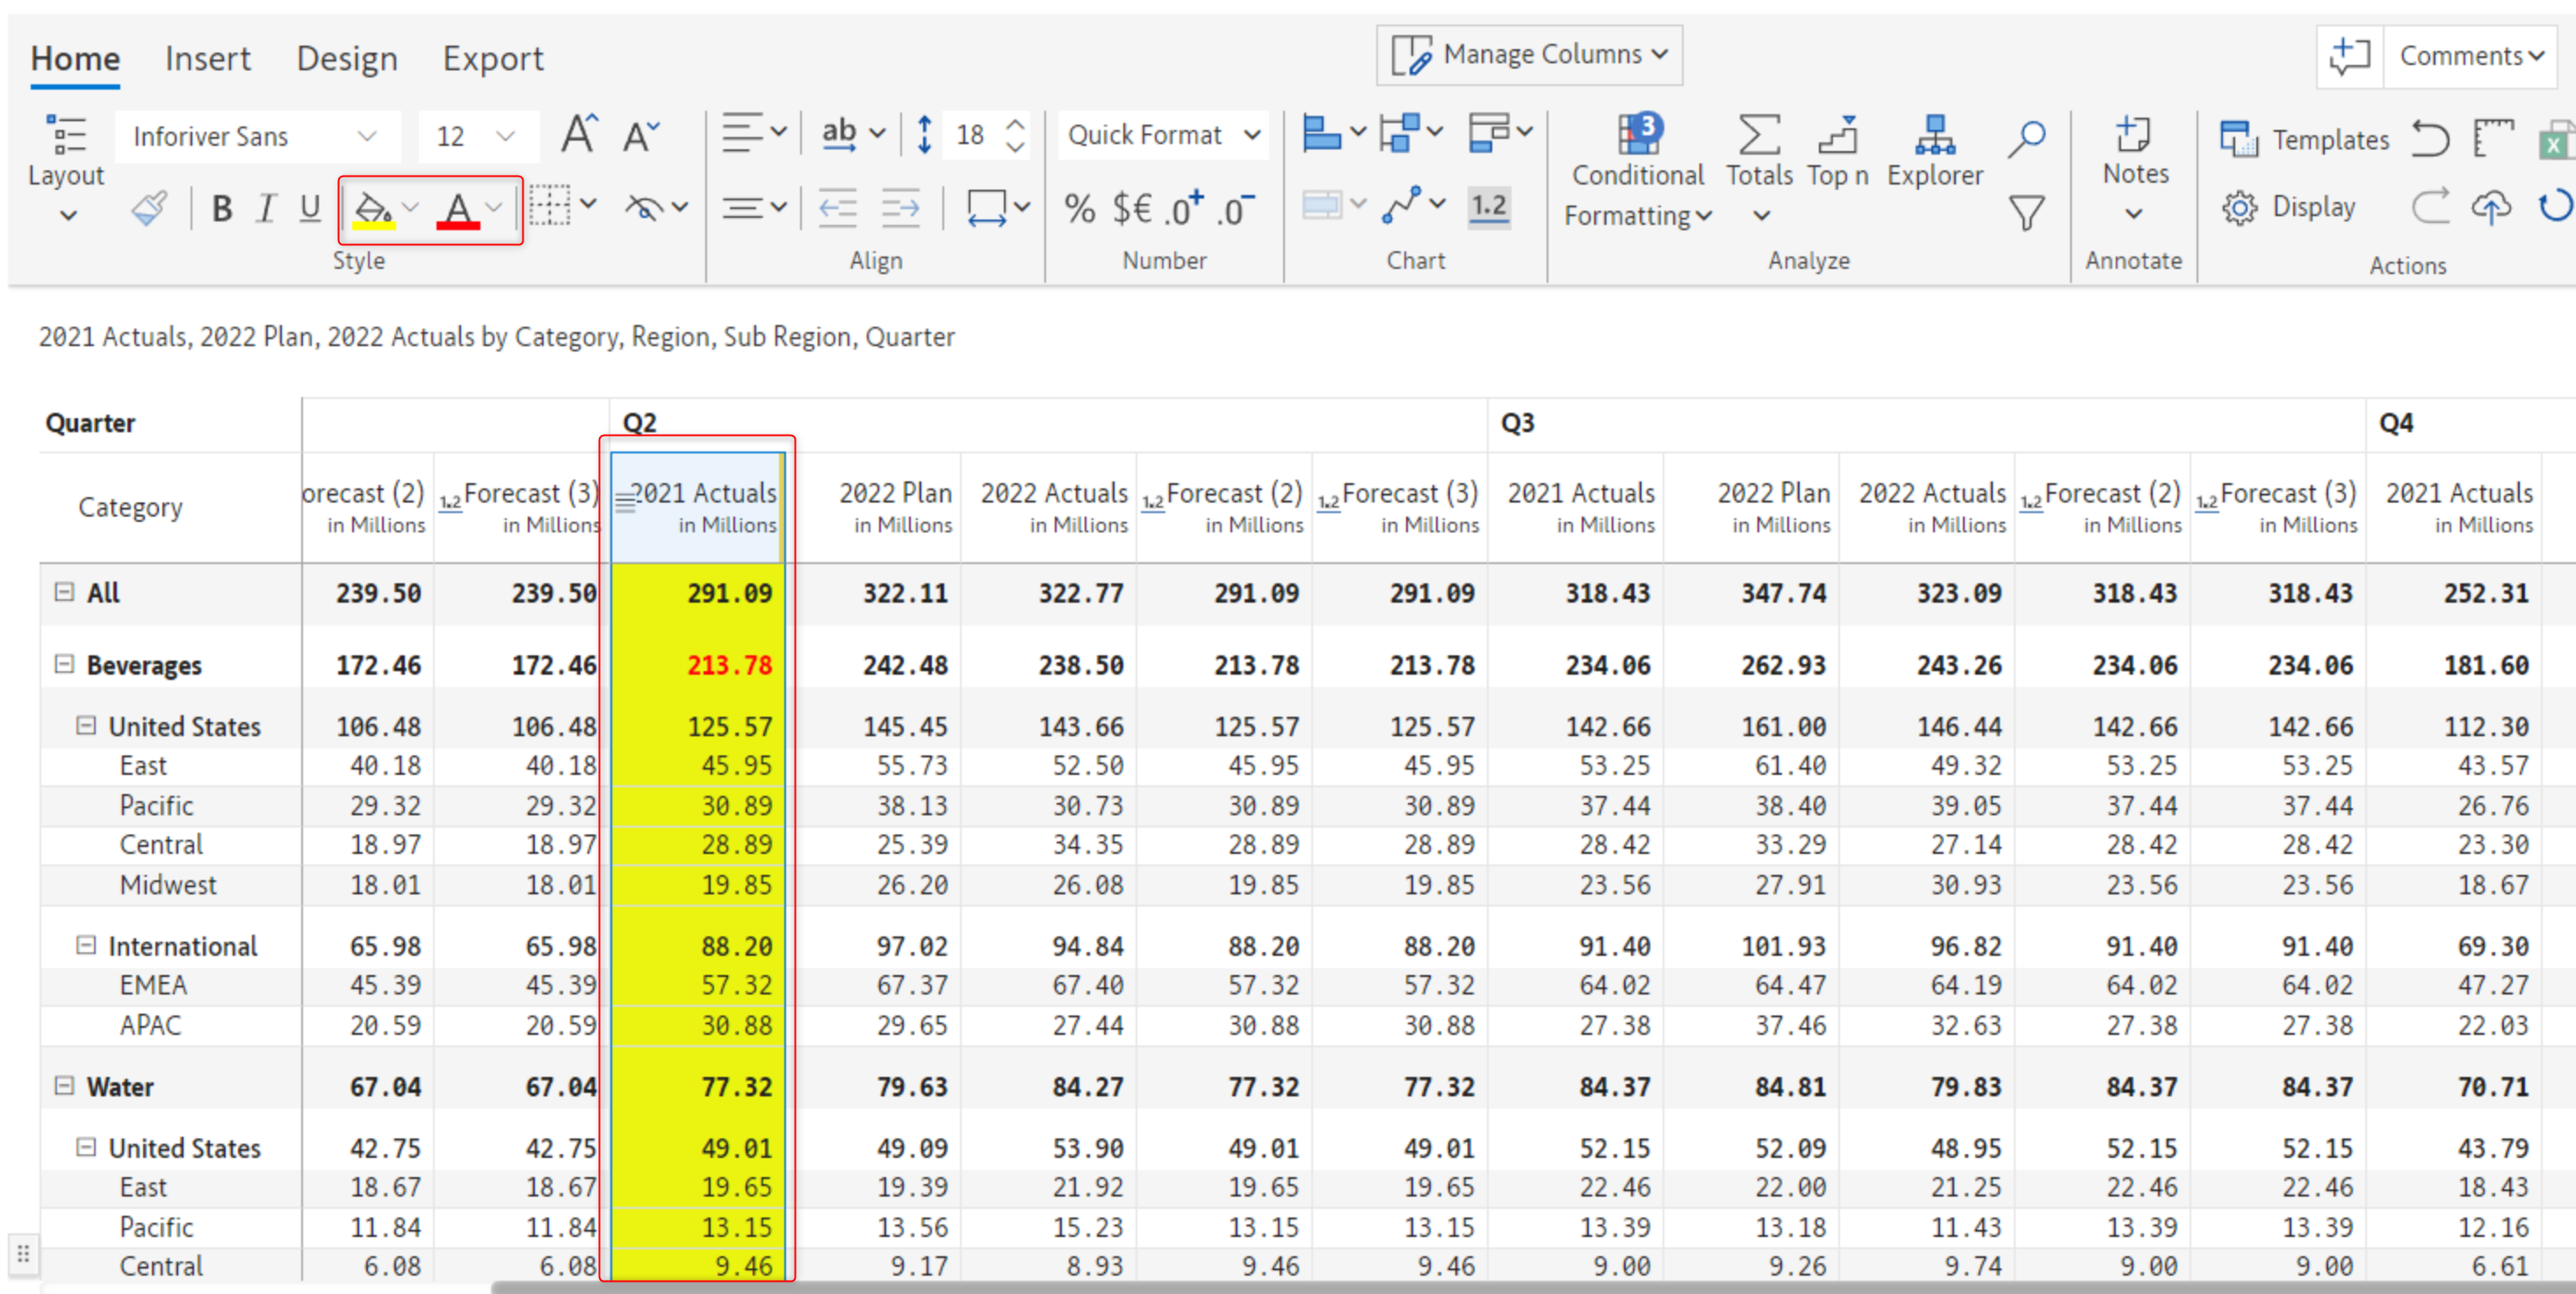 Home Insert Design Export Manage Columns Comments
Inforiver Sans 12 A A ab 18 Quick Format 3 Templates
Layout Conditional Formatting Totals Top n Explorer Notes
B I U A % $€ .0+ .0- 1.2 Display
Style Align Number Chart Analyze Annotate Actions
2021 Actuals, 2022 Plan, 2022 Actuals by Category, Region, Sub Region, Quarter
Quarter Q2 Q3 Q4
Category orecast (2) 1.2 Forecast (3) 2021 Actuals 2022 Plan 2022 Actuals 1.2 Forecast (2) 1.2 Forecast (3) 2021 Actuals 2022 Plan 2022 Actuals 1.2 Forecast (2) 1.2 Forecast (3) 2021 Actuals
in Millions in Millions in Millions in Millions in Millions in Millions in Millions in Millions in Millions in Millions in Millions in Millions in Millions
All 239.50 239.50 291.09 322.11 322.77 291.09 291.09 318.43 347.74 323.09 318.43 318.43 252.31
Beverages 172.46 172.46 213.78 242.48 238.50 213.78 213.78 234.06 262.93 243.26 234.06 234.06 181.60
United States 106.48 106.48 125.57 145.45 143.66 125.57 125.57 142.66 161.00 146.44 142.66 142.66 112.30
East 40.18 40.18 45.95 55.73 52.50 45.95 45.95 53.25 61.40 49.32 53.25 53.25 43.57
Pacific 29.32 29.32 30.89 38.13 30.73 30.89 30.89 37.44 38.40 39.05 37.44 37.44 26.76
Central 18.97 18.97 28.89 25.39 34.35 28.89 28.89 28.42 33.29 27.14 28.42 28.42 23.30
Midwest 18.01 18.01 19.85 26.20 26.08 19.85 19.85 23.56 27.91 30.93 23.56 23.56 18.67
International 65.98 65.98 88.20 97.02 94.84 88.20 88.20 91.40 101.93 96.82 91.40 91.40 69.30
EMEA 45.39 45.39 57.32 67.37 67.40 57.32 57.32 64.02 64.47 64.19 64.02 64.02 47.27
APAC 20.59 20.59 30.88 29.65 27.44 30.88 30.88 27.38 37.46 32.63 27.38 27.38 22.03
Water 67.04 67.04 77.32 79.63 84.27 77.32 77.32 84.37 84.81 79.83 84.37 84.37 70.71
United States 42.75 42.75 49.01 49.09 53.90 49.01 49.01 52.15 52.09 48.95 52.15 52.15 43.79
East 18.67 18.67 19.65 19.39 21.92 19.65 19.65 22.46 22.00 21.25 22.46 22.46 18.43
Pacific 11.84 11.84 13.15 13.56 15.23 13.15 13.15 13.39 13.18 11.43 13.39 13.39 12.16
Central 6.08 6.08 9.46 9.17 8.93 9.46 9.46 9.00 9.26 9.74 9.00 9.00 6.61